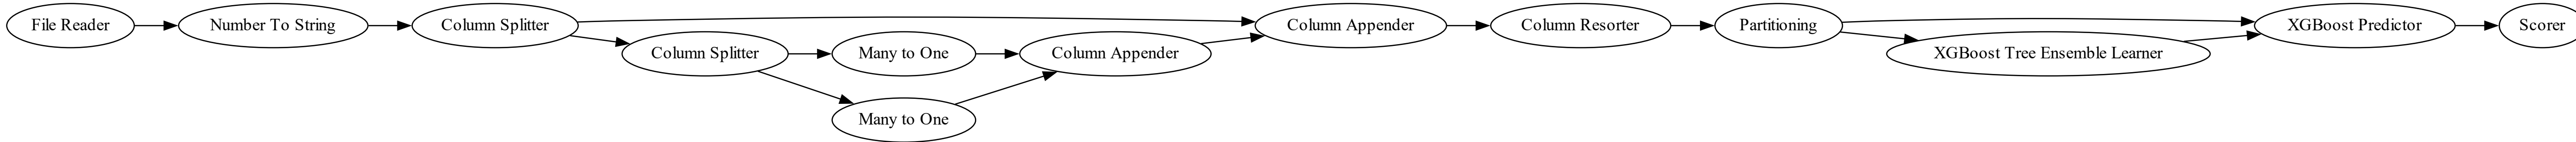 File Reader
Number To String
Column Splitter
Column Splitter
Many to One
Many to One
Column Appender
Column Appender
Column Resorter
Partitioning
XGBoost Tree Ensemble Learner
XGBoost Predictor
Scorer